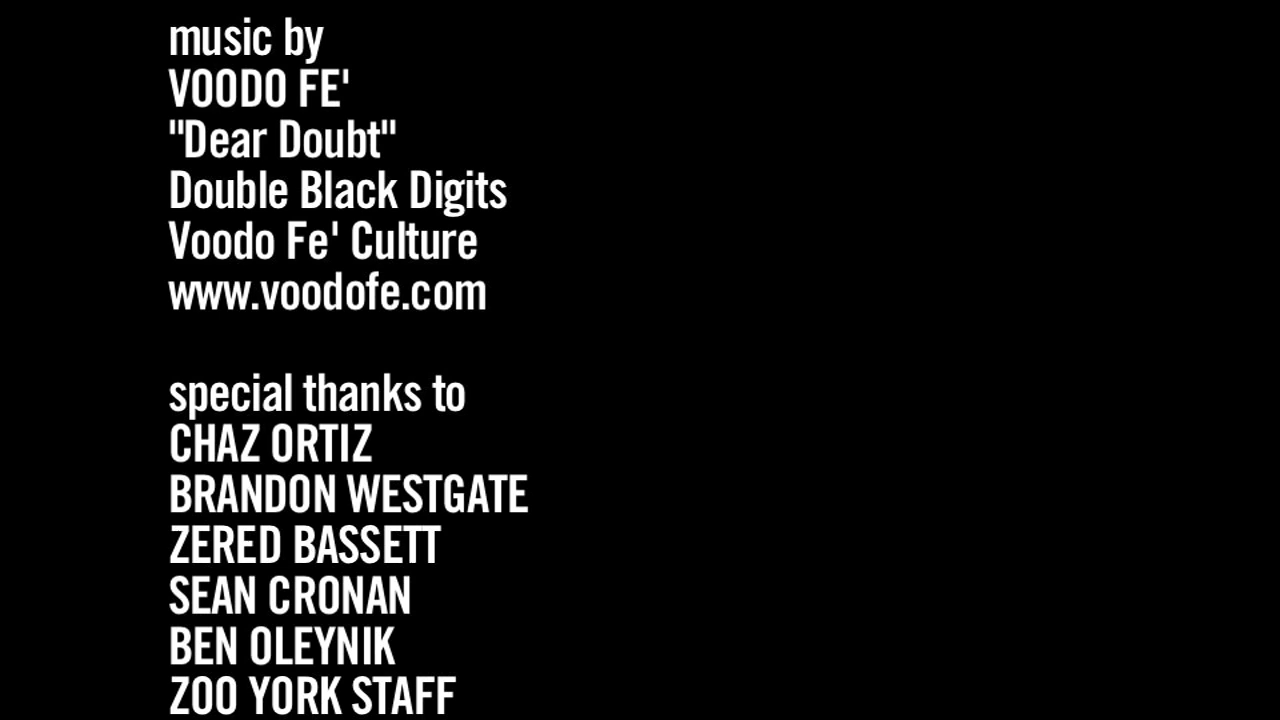 music by
VOODO FE'
"Dear Doubt"
Double Black Digits
Voodo Fe' Culture
www.voodofe.com
special thanks to
CHAZ ORTIZ
BRANDON WESTGATE
ZERED BASSETT
SEAN CRONAN
BEN OLEYNIK
ZOO YORK STAFF